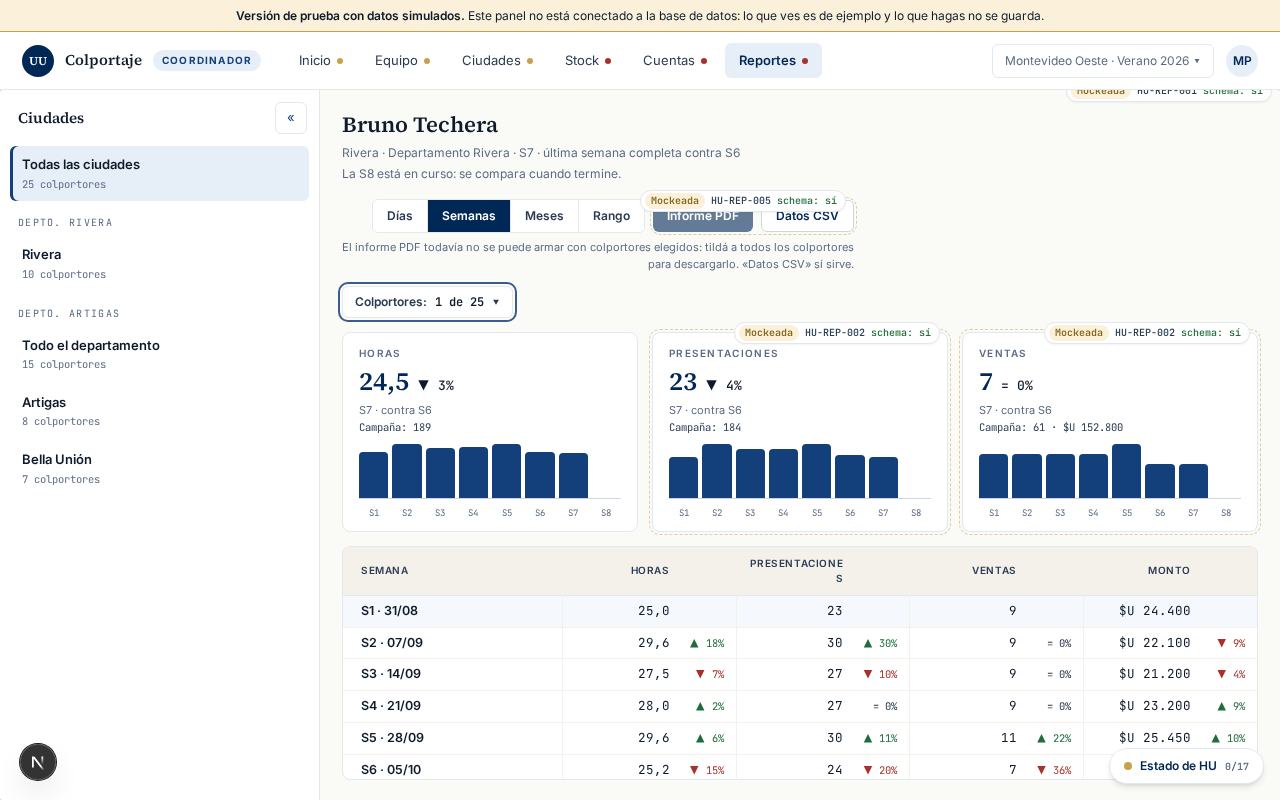 Versión de prueba con datos simulados. Este panel no está conectado a la base de datos: lo que ves es de ejemplo y lo que hagas no se guarda.
UU Colportaje COORDINADOR Inicio Equipo Ciudades Stock Cuentas Reportes Montevideo Oeste · Verano 2026 ▾ MP
Mockeada HU-REP-001 schema: sí
Ciudades «
Todas las ciudades
25 colportores
DEPTO. RIVERA
Rivera
10 colportores
DEPTO. ARTIGAS
Todo el departamento
15 colportores
Artigas
8 colportores
Bella Unión
7 colportores
Bruno Techera
Rivera · Departamento Rivera · S7 · última semana completa contra S6
La S8 está en curso: se compara cuando termine.
Mockeada HU-REP-005 schema: sí
Días Semanas Meses Rango Informe PDF Datos CSV
El informe PDF todavía no se puede armar con colportores elegidos: tildá a todos los colportores
para descargarlo. «Datos CSV» sí sirve.
Colportores: 1 de 25 ▾
HORAS
24,5 ▼ 3%
S7 · contra S6
Campaña: 189
S1 S2 S3 S4 S5 S6 S7 S8
Mockeada HU-REP-002 schema: sí
PRESENTACIONES
23 ▼ 4%
S7 · contra S6
Campaña: 184
S1 S2 S3 S4 S5 S6 S7 S8
Mockeada HU-REP-002 schema: sí
VENTAS
7 = 0%
S7 · contra S6
Campaña: 61 · $U 152.800
S1 S2 S3 S4 S5 S6 S7 S8
SEMANA HORAS PRESENTACIONE
S VENTAS MONTO
S1 · 31/08 25,0 23 9 $U 24.400
S2 · 07/09 29,6 ▲ 18% 30 ▲ 30% 9 = 0% $U 22.100 ▼ 9%
S3 · 14/09 27,5 ▼ 7% 27 ▼ 10% 9 = 0% $U 21.200 ▼ 4%
S4 · 21/09 28,0 ▲ 2% 27 = 0% 9 = 0% $U 23.200 ▲ 9%
S5 · 28/09 29,6 ▲ 6% 30 ▲ 11% 11 ▲ 22% $U 25.450 ▲ 10%
S6 · 05/10 25,2 ▼ 15% 24 ▼ 20% 7 ▼ 36%
Estado de HU 0/17
N